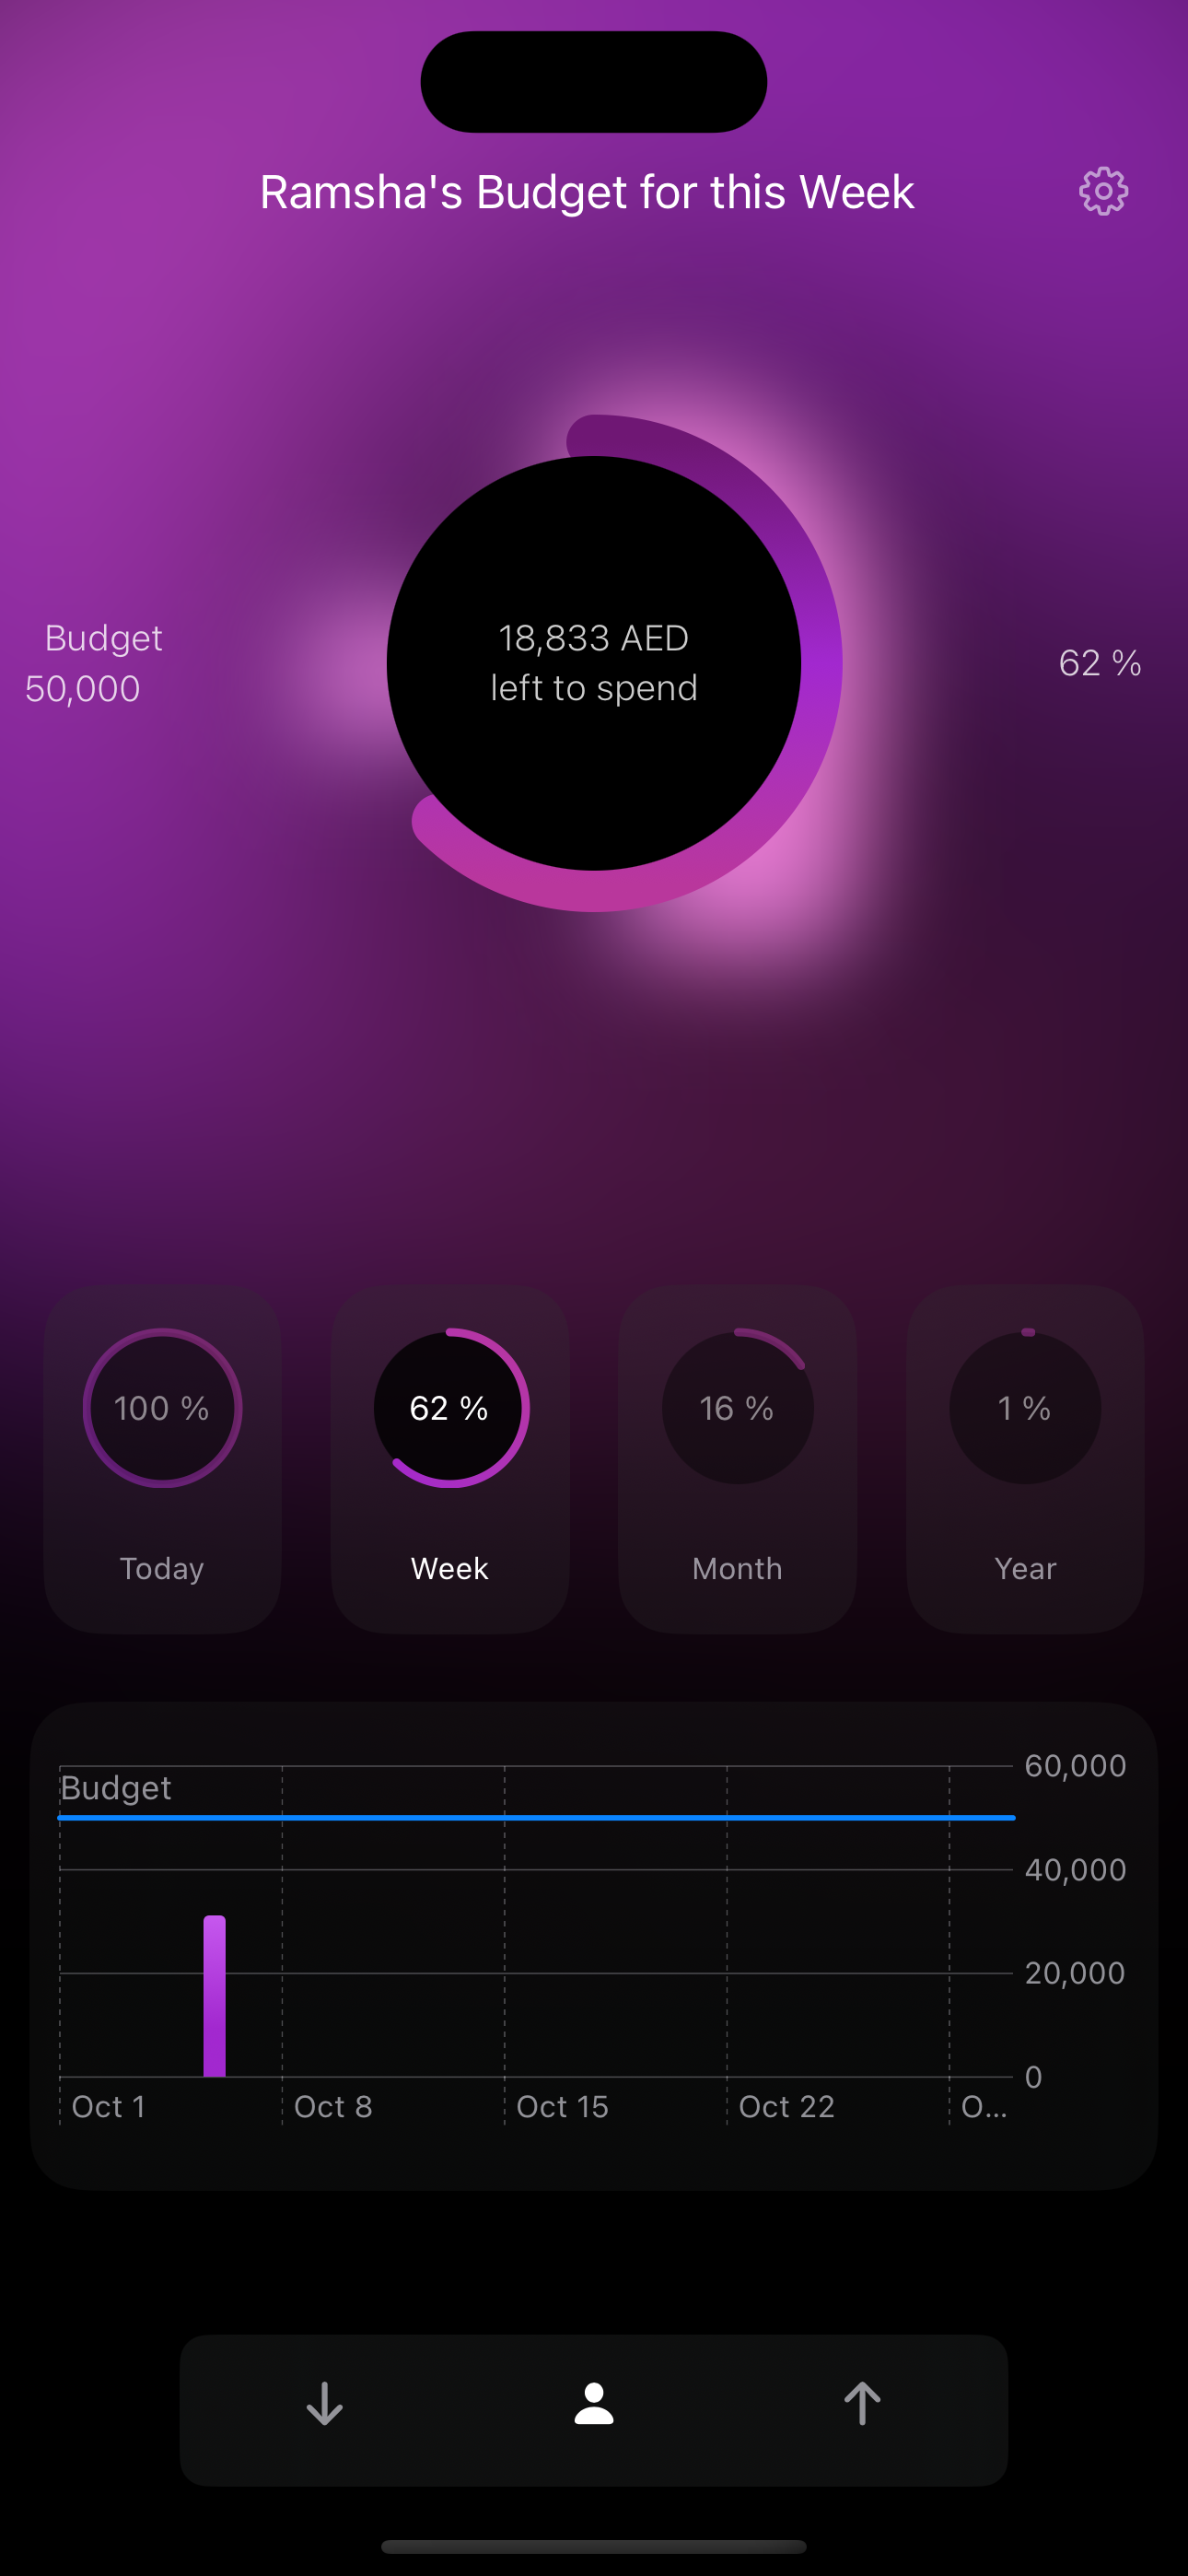 Ramsha's Budget for this Week
Budget
50,000
18,833 AED
left to spend
62 %
100 %
62 %
16 %
1 %
Today
Week
Month
Year
Budget
60,000
40,000
20,000
0
Oct 1
Oct 8
Oct 15
Oct 22
O...